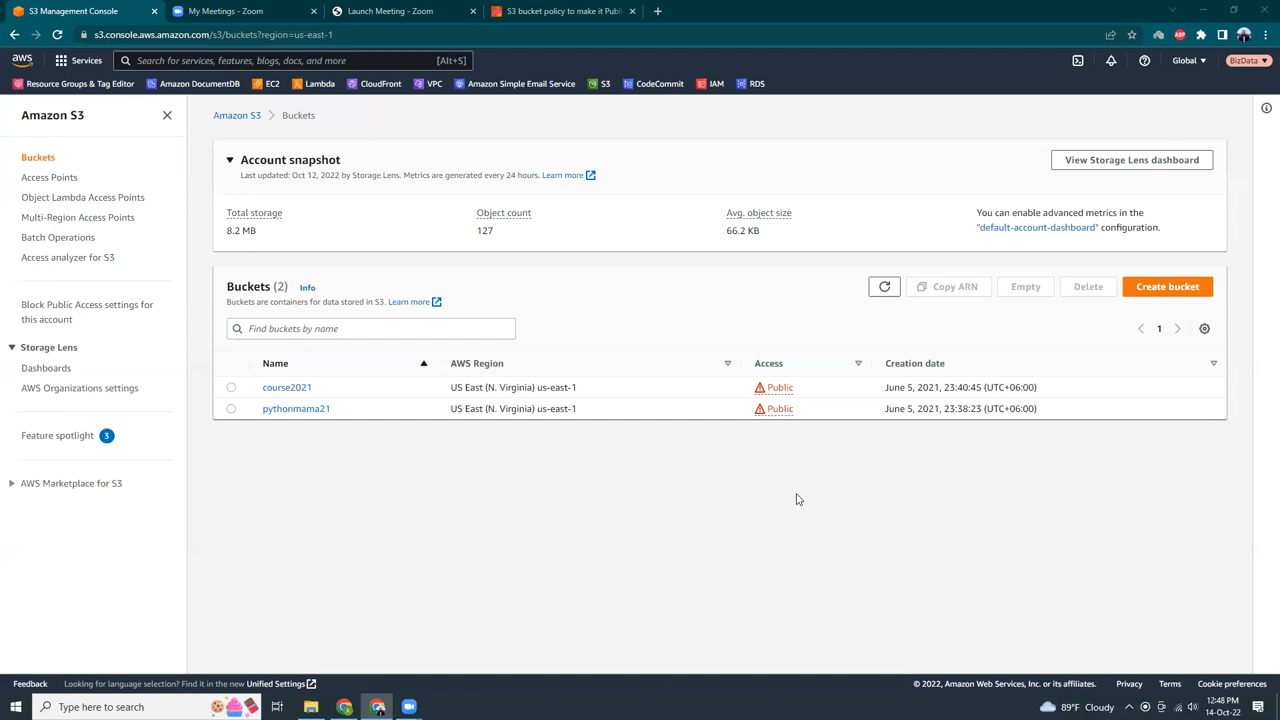 S3 Management Console
My Meetings - Zoom
Launch Meeting - Zoom
S3 bucket policy to make it Publ
s3.console.aws.amazon.com/s3/buckets?region=us-east-1
ABP
aws
Services
Search for services, features, blogs, docs, and more
[Alt+S]
Global
BizData
Resource Groups & Tag Editor
Amazon DocumentDB
EC2
Lambda
CloudFront
VPC
Amazon Simple Email Service
S3
CodeCommit
IAM
RDS
Amazon S3
Buckets
Access Points
Object Lambda Access Points
Multi-Region Access Points
Batch Operations
Access analyzer for S3
Block Public Access settings for
this account
Storage Lens
Dashboards
AWS Organizations settings
Feature spotlight 3
AWS Marketplace for S3
Amazon S3 > Buckets
Account snapshot
Last updated: Oct 12, 2022 by Storage Lens. Metrics are generated every 24 hours. Learn more
View Storage Lens dashboard
Total storage
8.2 MB
Object count
127
Avg. object size
66.2 KB
You can enable advanced metrics in the
"default-account-dashboard" configuration.
Buckets (2) Info
Buckets are containers for data stored in S3. Learn more
Copy ARN
Empty
Delete
Create bucket
Find buckets by name
1
Name AWS Region Access Creation date
course2021 US East (N. Virginia) us-east-1 Public June 5, 2021, 23:40:45 (UTC+06:00)
pythonmama21 US East (N. Virginia) us-east-1 Public June 5, 2021, 23:38:23 (UTC+06:00)
Feedback
Looking for language selection? Find it in the new Unified Settings
© 2022, Amazon Web Services, Inc. or its affiliates.
Privacy
Terms
Cookie preferences
Type here to search
89°F Cloudy
12:48 PM
14-Oct-22